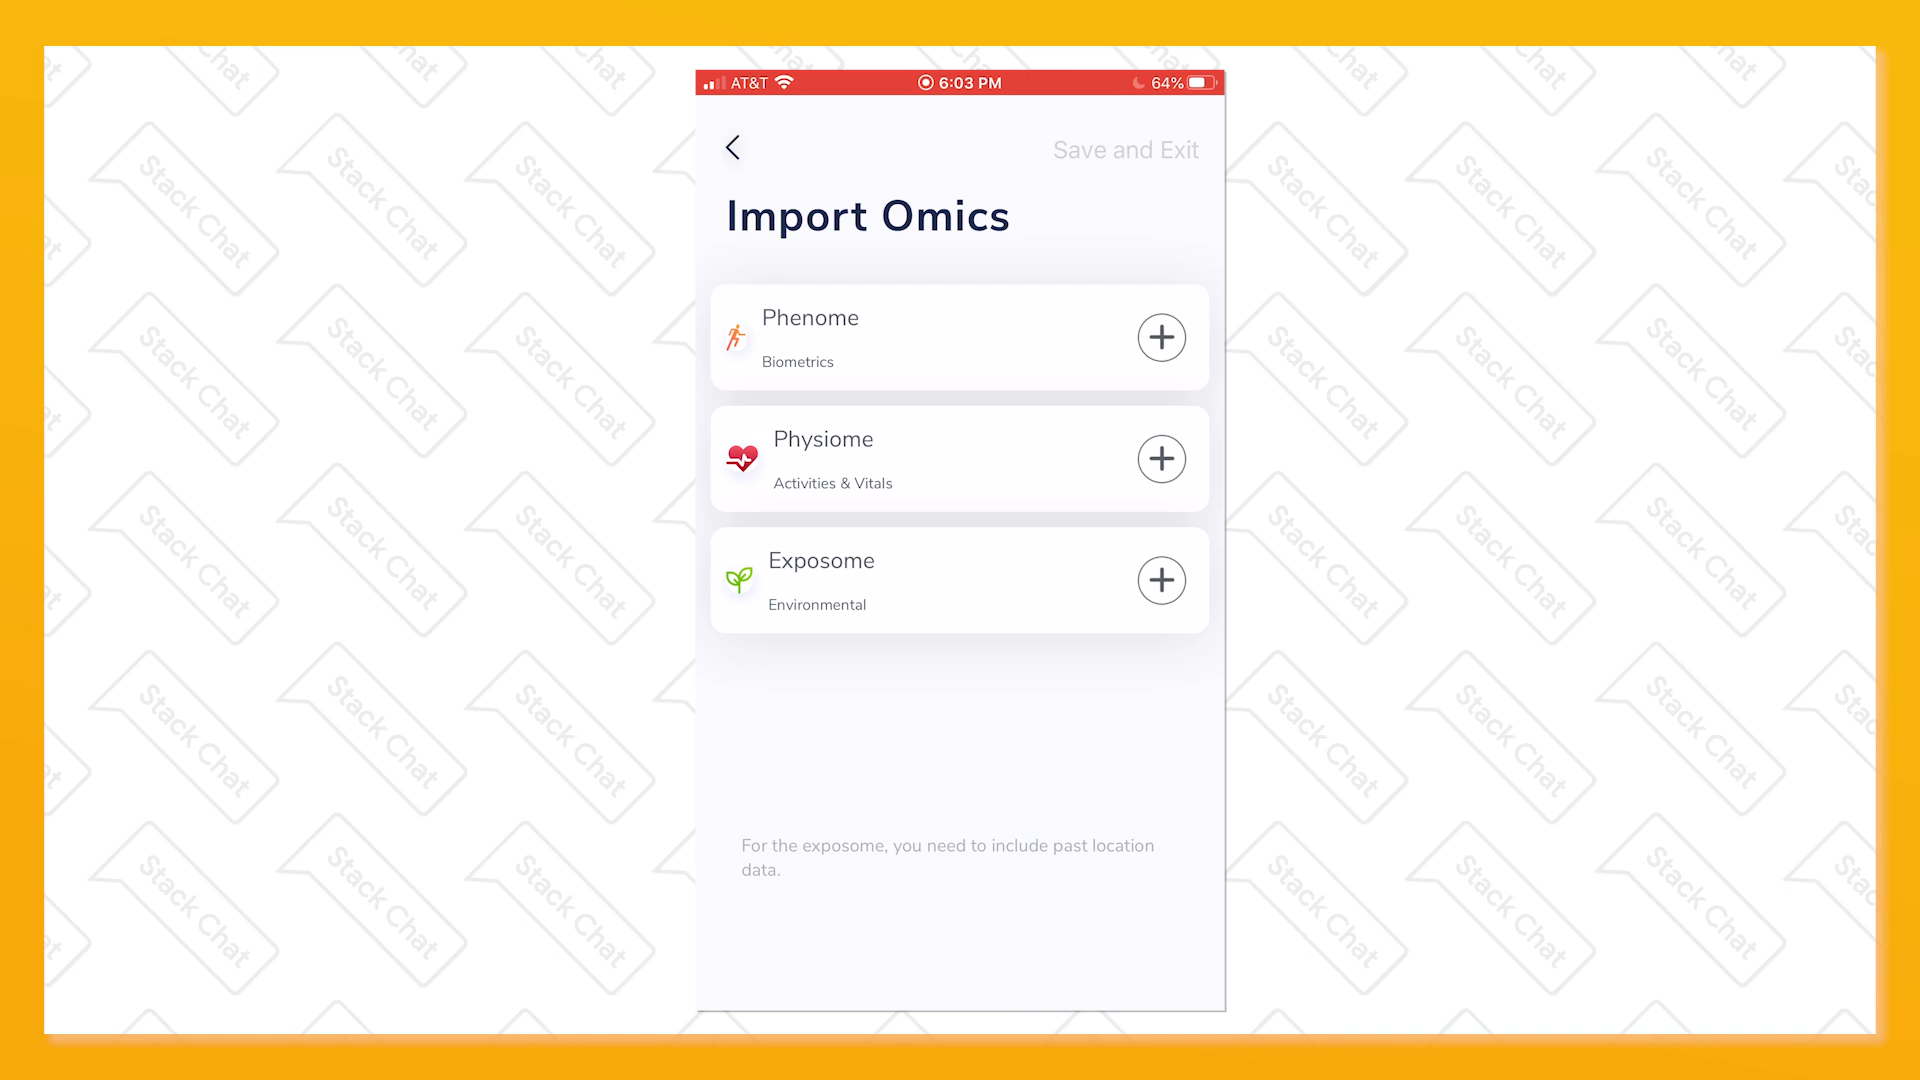 AT&T 6:03 PM 64%
Save and Exit
Import Omics
Phenome
Biometrics
Physiome
Activities & Vitals
Exposome
Environmental
For the exposome, you need to include past location
data.
Stack Chat